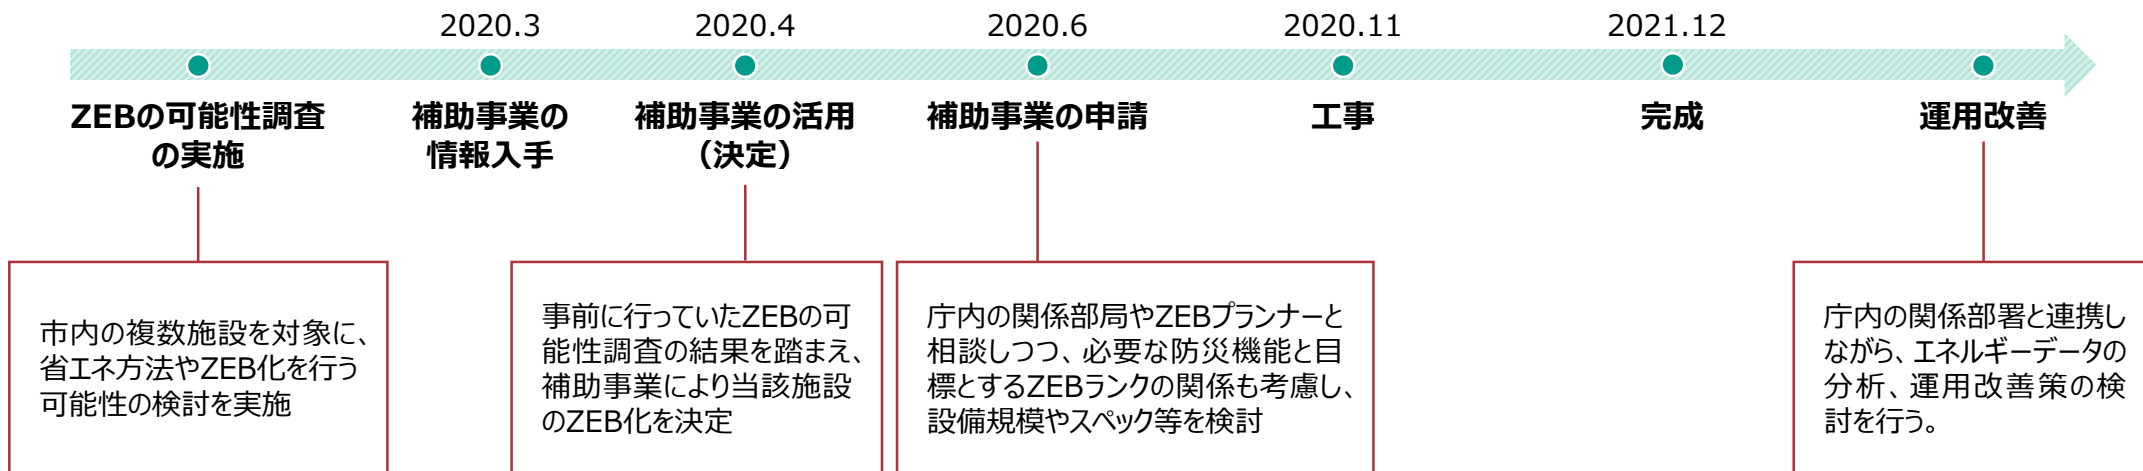 2020.3
2020.4
2020.6
2020.11
2021.12
ZEBの可能性調査
の実施
補助事業の
情報入手
補助事業の活用
（決定）
補助事業の申請
工事
完成
運用改善
市内の複数施設を対象に、
省エネ方法やZEB化を行う
可能性の検討を実施
事前に行っていたZEBの可
能性調査の結果を踏まえ、
補助事業により当該施設
のZEB化を決定
庁内の関係部局やZEBプランナーと
相談しつつ、必要な防災機能と目
標とするZEBランクの関係も考慮し、
設備規模やスペック等を検討
庁内の関係部署と連携し
ながら、エネルギーデータの
分析、運用改善策の検
討を行う。